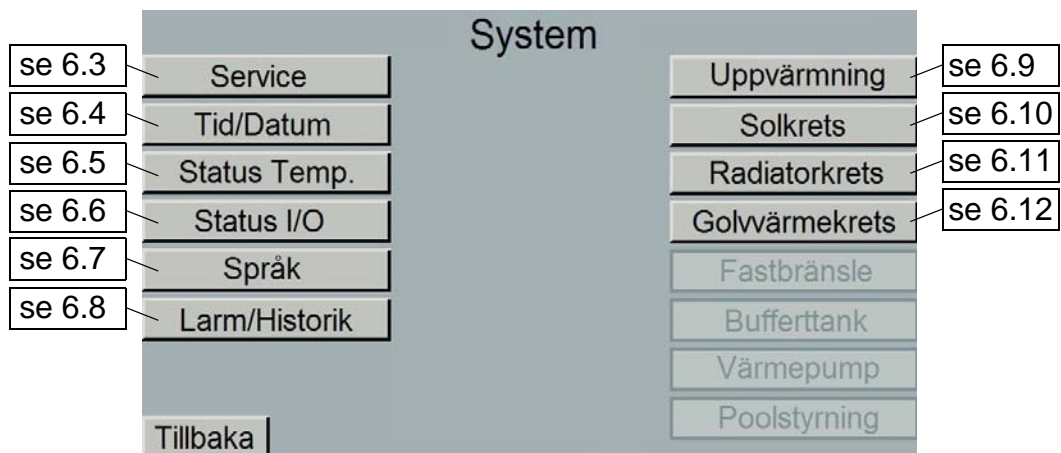 System
se 6.3
Service
se 6.4
Tid/Datum
se 6.5
Status Temp.
se 6.6
Status I/O
se 6.7
Språk
se 6.8
Larm/Historik
Tillbaka
Uppvärmning
se 6.9
Solkrets
se 6.10
Radiatorkrets
se 6.11
Golvvärmekrets
se 6.12
Fastbränsle
Bufferttank
Värmepump
Poolstyrning